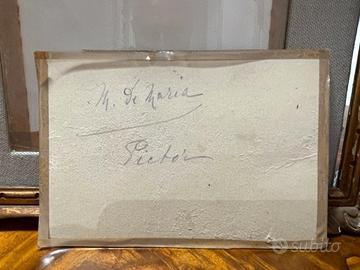 M. de Maria
Pictor
subito